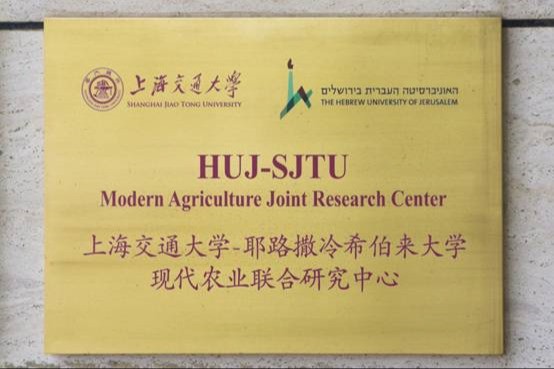 上海交通大学
SHANGHAI JIAO TONG UNIVERSITY
האוניברסיטה העברית בירושלים
THE HEBREW UNIVERSITY OF JERUSALEM
HUJ-SJTU
Modern Agriculture Joint Research Center
上海交通大学-耶路撒冷希伯来大学
现代农业联合研究中心